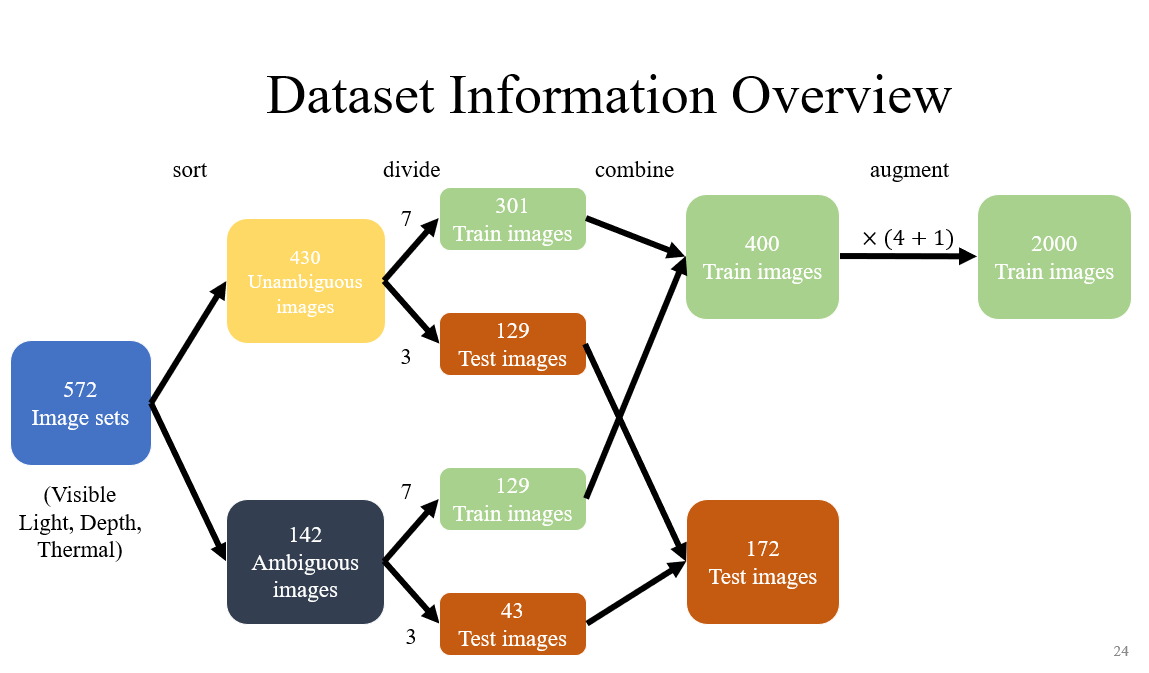 Dataset Information Overview
sort
divide
combine
augment
572
Image sets
(Visible
Light, Depth,
Thermal)
430
Unambiguous
images
142
Ambiguous
images
7
3
7
3
301
Train images
129
Test images
129
Train images
43
Test images
400
Train images
172
Test images
× (4 + 1)
2000
Train images
24